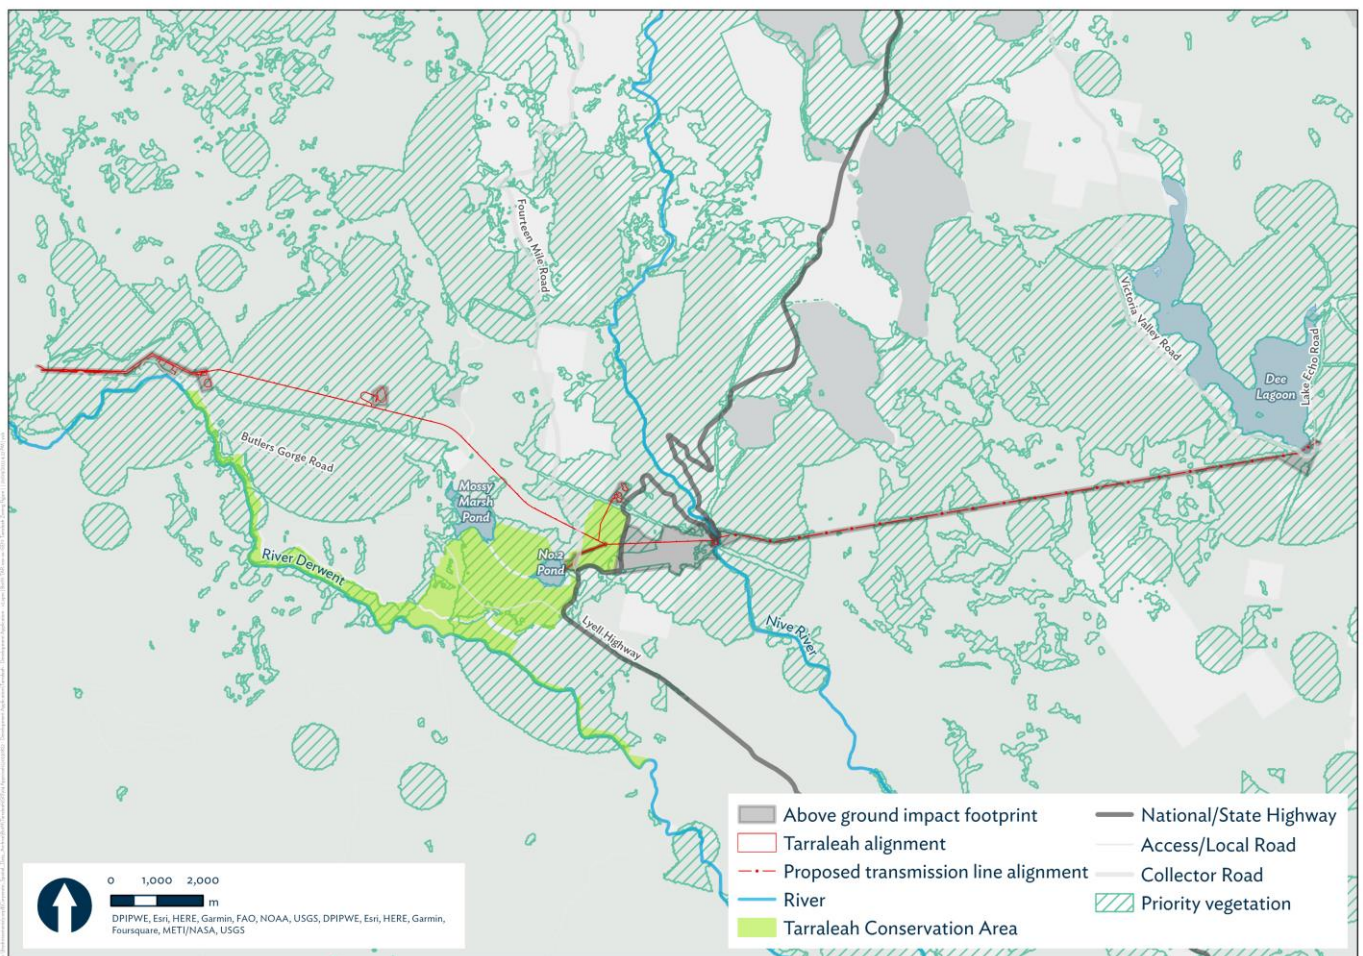 Fourteen Mile Road
Victoria Valley Road
Lake Echo Road
Dee
Lagoon
Butlers Gorge Road
Mossy
Marsh
Pond
No.2
Pond
River Derwent
Lyell Highway
Nive River
0 1,000 2,000
m
DPIPWE, Esri, HERE, Garmin, FAO, NOAA, USGS, DPIPWE, Esri, HERE, Garmin,
Foursquare, METI/NASA, USGS
Above ground impact footprint
Tarraleah alignment
Proposed transmission line alignment
River
Tarraleah Conservation Area
National/State Highway
Access/Local Road
Collector Road
Priority vegetation